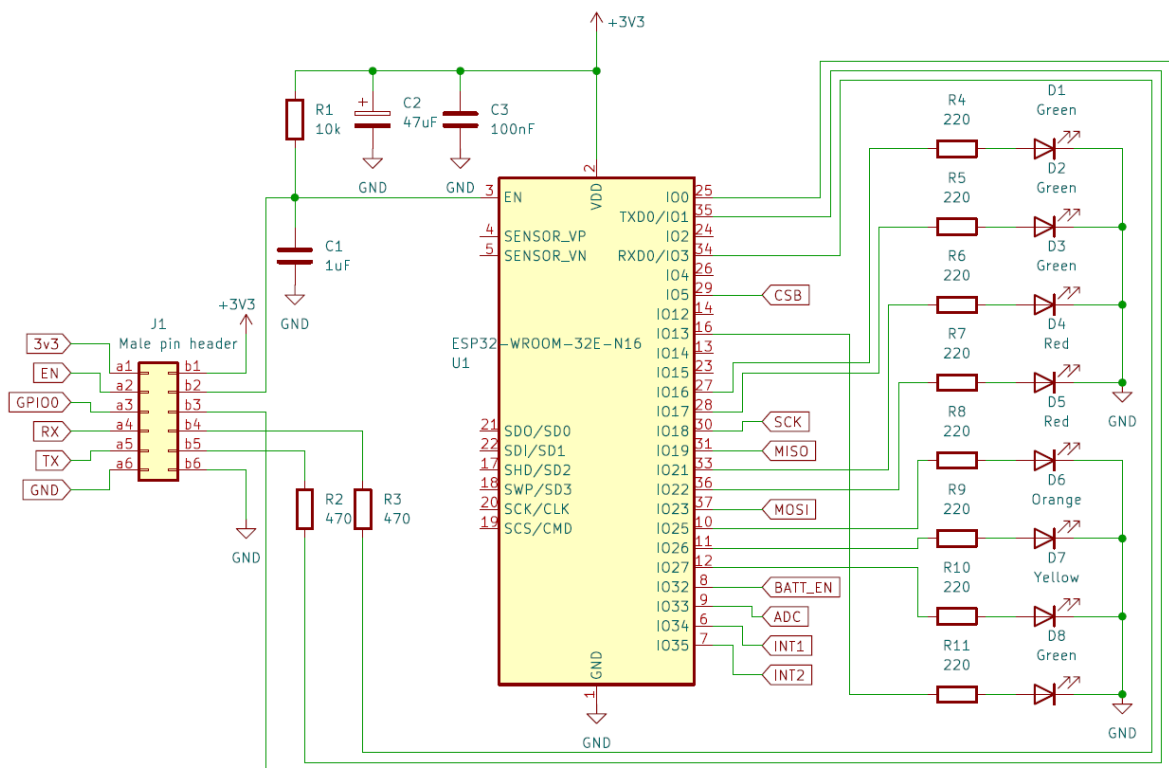 +3V3
R1
10k
C2
47uF
C3
100nF
GND
GND
C1
1uF
GND
+3V3
J1
Male pin header
3v3
EN
GPIO0
RX
TX
GND
a1
a2
a3
a4
a5
a6
b1
b2
b3
b4
b5
b6
GND
R2
470
R3
470
ESP32-WROOM-32E-N16
U1
2
VDD
3 EN
4 SENSOR_VP
5 SENSOR_VN
21 SDO/SD0
22 SDI/SD1
17 SHD/SD2
18 SWP/SD3
20 SCK/CLK
19 SCS/CMD
IO0 25
TXD0/IO1 35
IO2 24
RXD0/IO3 34
IO4 26
IO5 29 CSB
IO12 14
IO13 16
IO14 13
IO15 23
IO16 27
IO17 28
IO18 30 SCK
IO19 31 MISO
IO21 33
IO22 36
IO23 37 MOSI
IO25 10
IO26 11
IO27 12
IO32 8 BATT_EN
IO33 9 ADC
IO34 6 INT1
IO35 7 INT2
GND
1
GND
R4
220
D1
Green
R5
220
D2
Green
R6
220
D3
Green
R7
220
D4
Red
GND
R8
220
D5
Red
R9
220
D6
Orange
R10
220
D7
Yellow
R11
220
D8
Green
GND